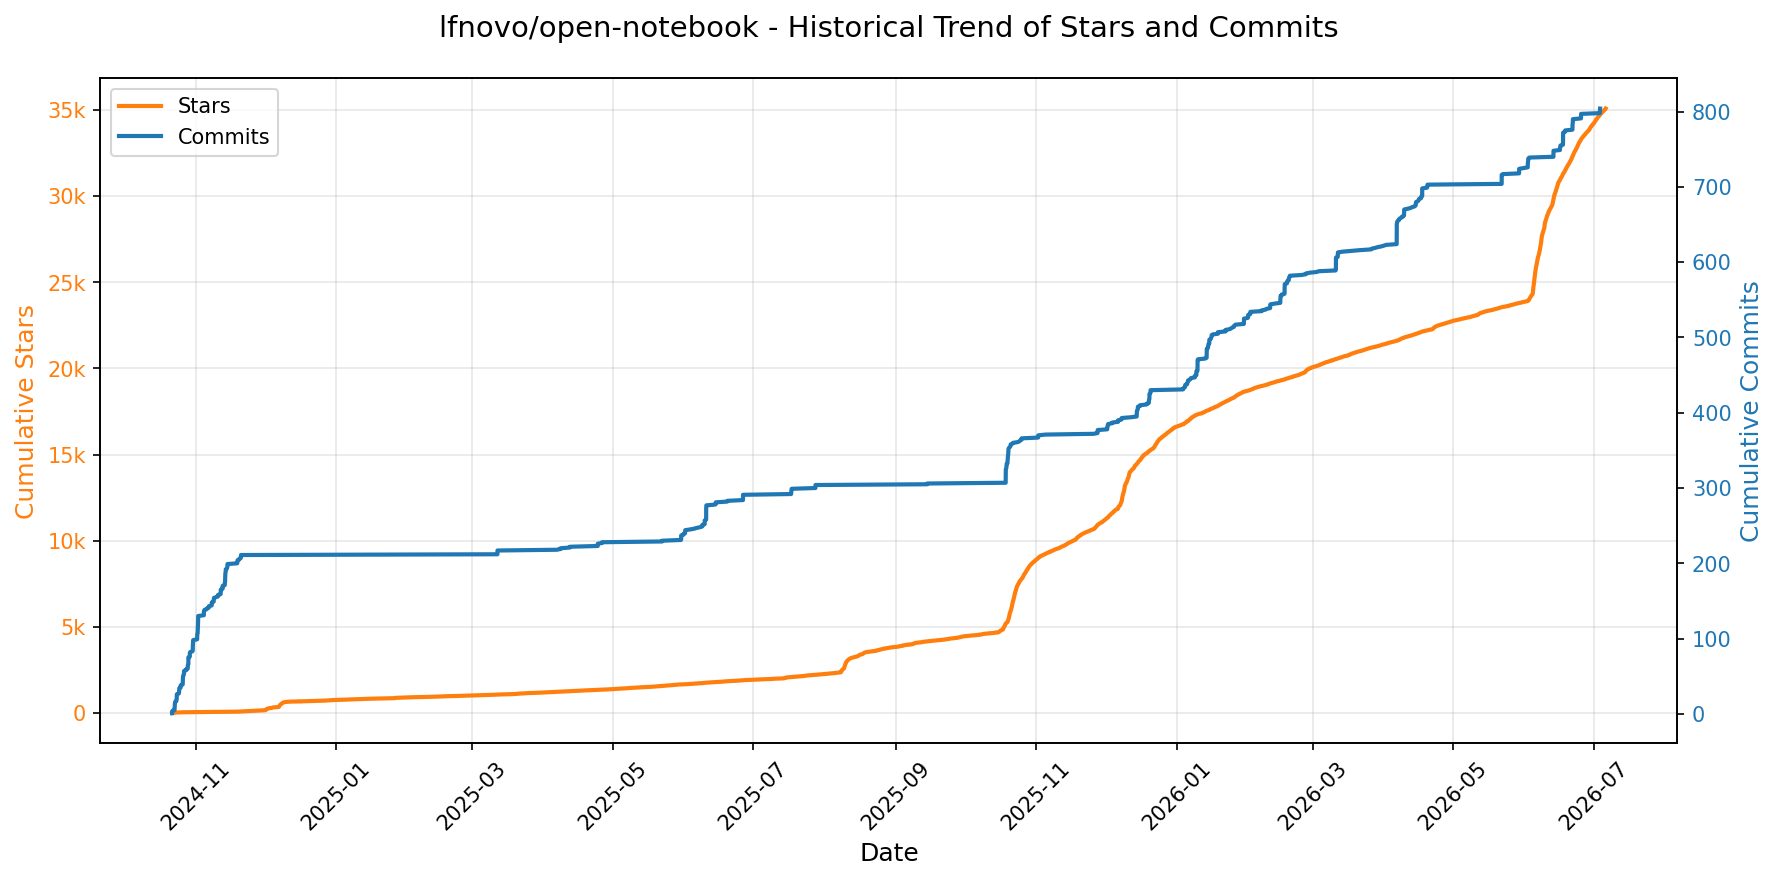 lfnovo/open-notebook - Historical Trend of Stars and Commits
Stars
Commits
35k
30k
25k
20k
15k
10k
5k
0
Cumulative Stars
800
700
600
500
400
300
200
100
0
Cumulative Commits
2024-11
2025-01
2025-03
2025-05
2025-07
2025-09
2025-11
2026-01
2026-03
2026-05
2026-07
Date